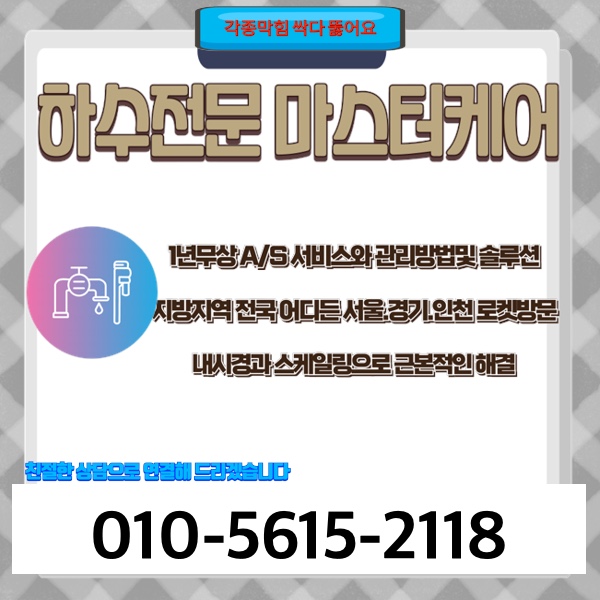 각종막힘 싹다 뚫어요
하수전문 마스터케어
1년무상 A/S 서비스와 관리방법및 솔루션
지방지역 전국 어디든 서울.경기.인천 로켓방문
내시경과 스케일링으로 근본적인 해결
친절한 상담으로 연결해 드리겠습니다
010-5615-2118